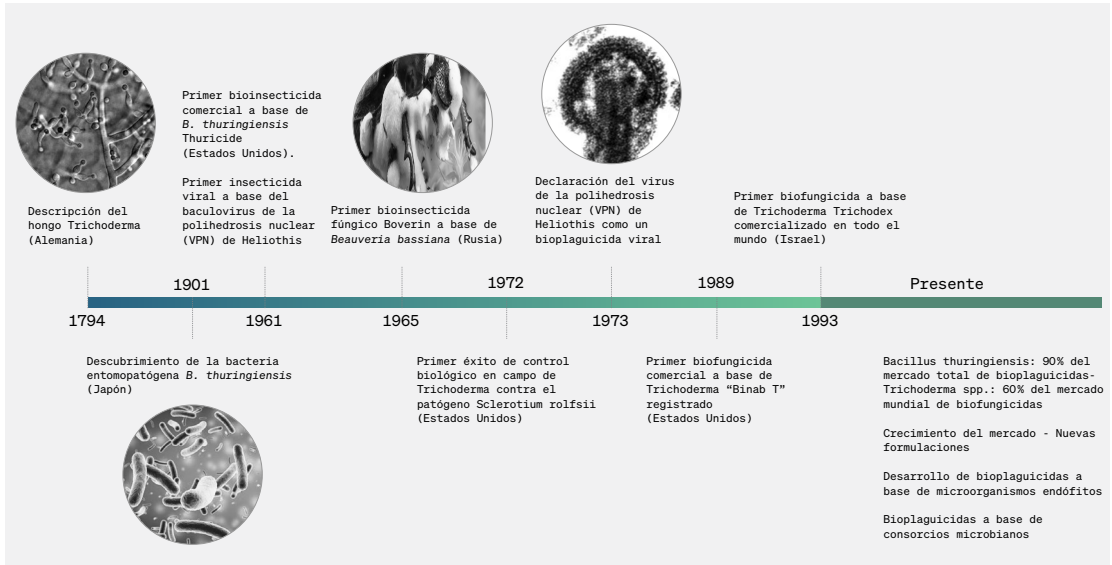 Descripción del
hongo Trichoderma
(Alemania)
Primer bioinsecticida
comercial a base de
B. thuringiensis
Thuricide
(Estados Unidos).
Primer insecticida
viral a base del
baculovirus de la
polihedrosis nuclear
(VPN) de Heliothis
Primer bioinsecticida
fúngico Boverin a base de
Beauveria bassiana (Rusia)
Declaración del virus
de la polihedrosis
nuclear (VPN) de
Heliothis como un
bioplaguicida viral
Primer biofungicida a base
de Trichoderma Trichodex
comercializado en todo el
mundo (Israel)
1901
1972
1989
Presente
1794
1961
1965
1973
1993
Descubrimiento de la bacteria
entomopatógena B. thuringiensis
(Japón)
Primer éxito de control
biológico en campo de
Trichoderma contra el
patógeno Sclerotium rolfsii
(Estados Unidos)
Primer biofungicida
comercial a base de
Trichoderma “Binab T”
registrado
(Estados Unidos)
Bacillus thuringiensis: 90% del
mercado total de bioplaguicidas-
Trichoderma spp.: 60% del mercado
mundial de biofungicidas
Crecimiento del mercado - Nuevas
formulaciones
Desarrollo de bioplaguicidas a
base de microorganismos endófitos
Bioplaguicidas a base de
consorcios microbianos